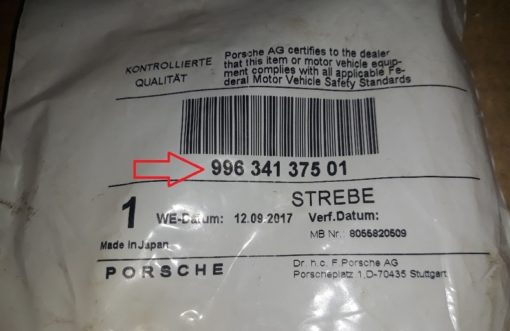 KONTROLLIERTE
QUALITÄT
Porsche AG certifies to the dealer
that this item or motor vehicle equip-
ment complies with all applicable Fe-
deral Motor Vehicle Safety Standards
996 341 375 01
STREBE
1 WE-Datum: 12.09.2017 Verf.Datum:
MB Nr.: 8055820509
Made in Japan
PORSCHE
Dr. h.c. F.Porsche AG
Porscheplatz 1,D-70435 Stuttgart